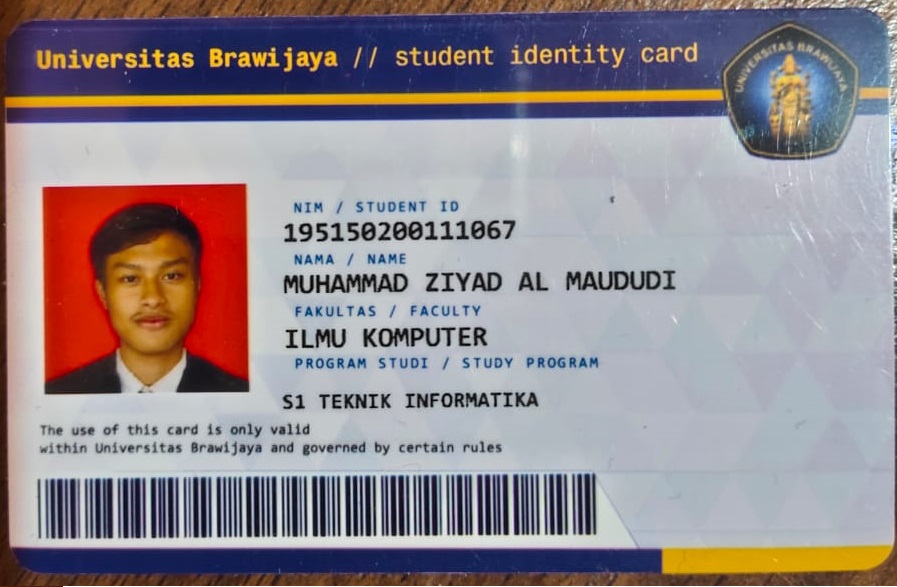 Universitas Brawijaya // student identity card
UNIVERSITAS BRAWIJAYA
NIM / STUDENT ID
195150200111067
NAMA / NAME
MUHAMMAD ZIYAD AL MAUDUDI
FAKULTAS / FACULTY
ILMU KOMPUTER
PROGRAM STUDI / STUDY PROGRAM
S1 TEKNIK INFORMATIKA
The use of this card is only valid
within Universitas Brawijaya and governed by certain rules